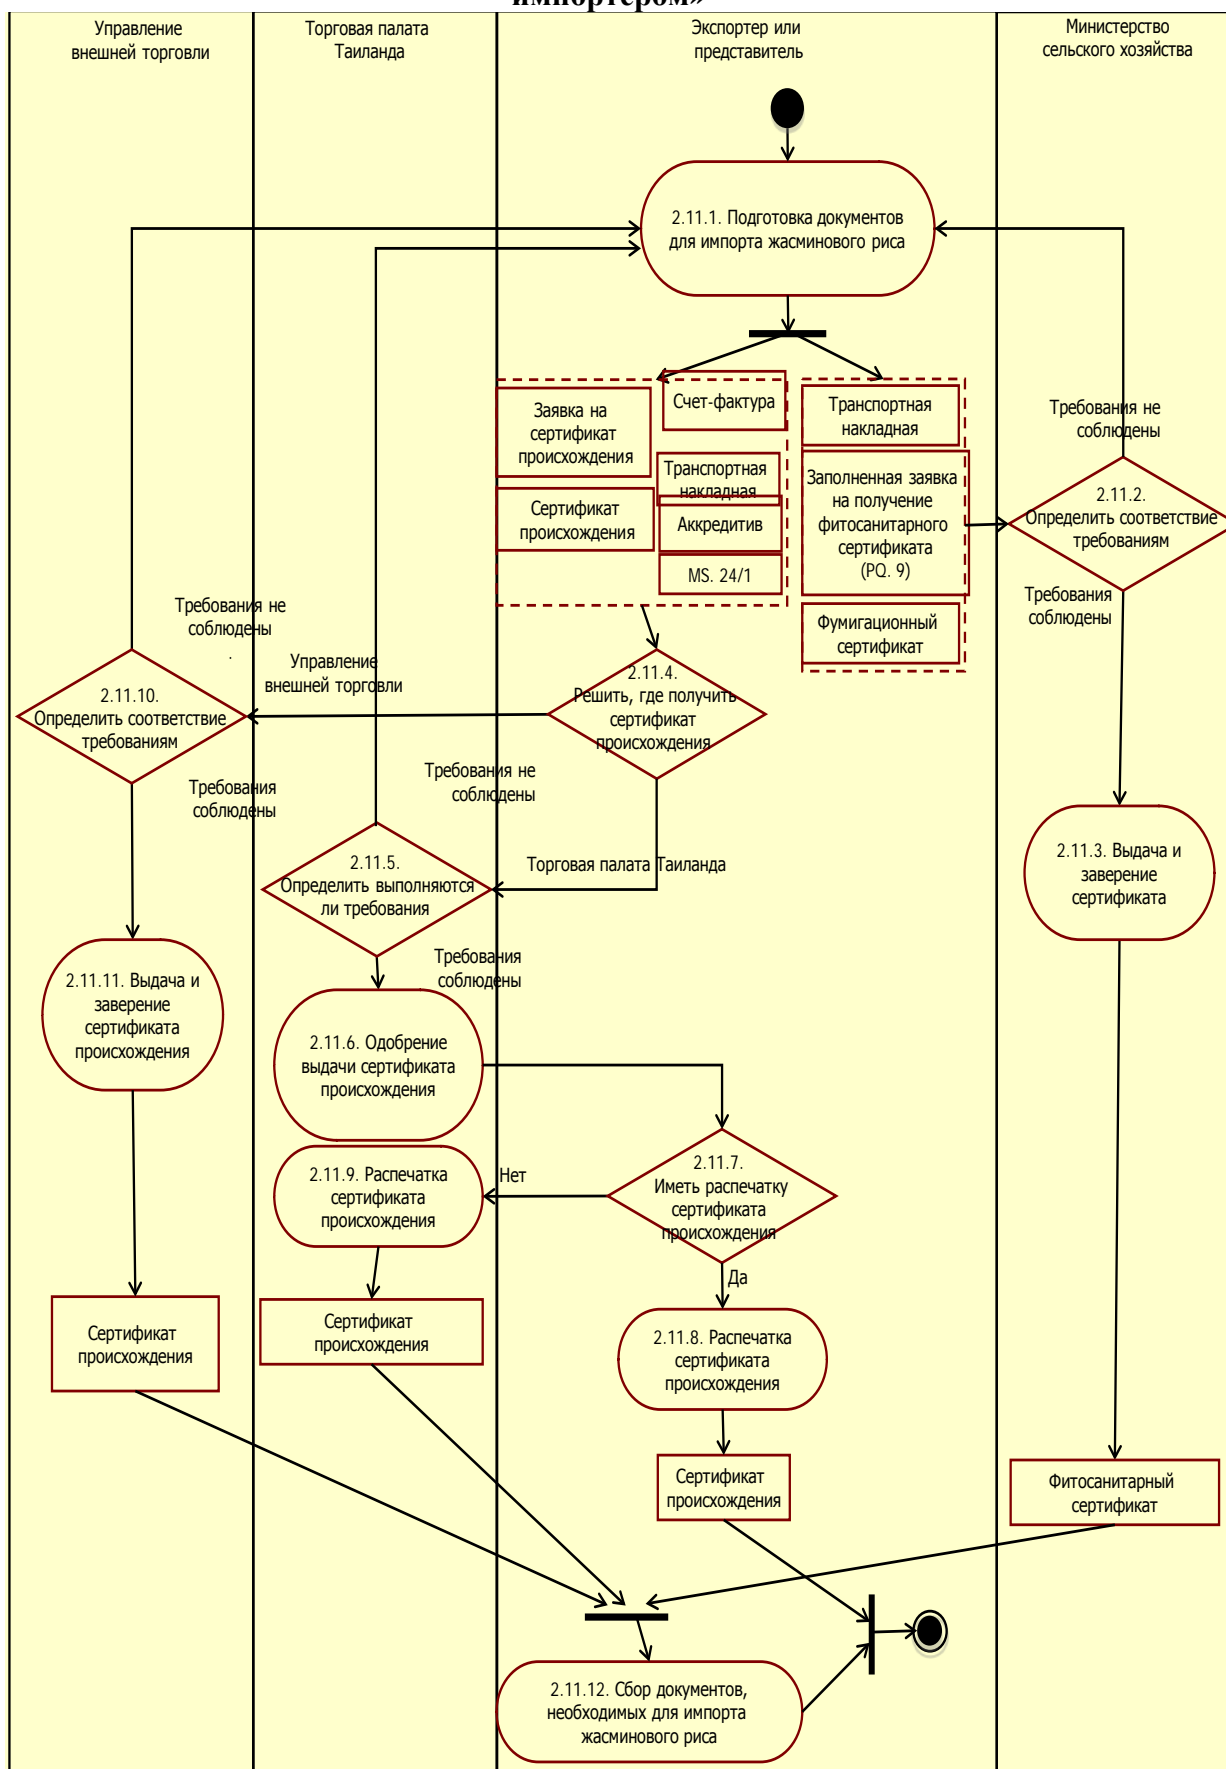 импортером»
Управление
внешней торговли
Торговая палата
Таиланда
Экспортер или
представитель
Министерство
сельского хозяйства
2.11.1. Подготовка документов
для импорта жасминового риса
Заявка на
сертификат
происхождения
Счет-фактура
Транспортная
накладная
Сертификат
происхождения
Аккредитив
MS. 24/1
Транспортная
накладная
Заполненная заявка
на получение
фитосанитарного
сертификата
(PQ. 9)
Фумигационный
сертификат
Требования не
соблюдены
2.11.2.
Определить соответствие
требованиям
Требования
соблюдены
Требования не
соблюдены
.
Управление
внешней торговли
2.11.4.
Решить, где получить
сертификат
происхождения
2.11.10.
Определить соответствие
требованиям
Требования
соблюдены
Требования не
соблюдены
2.11.5.
Определить выполняются
ли требования
Торговая палата Таиланда
2.11.3. Выдача и
заверение
сертификата
Требования
соблюдены
2.11.11. Выдача и
заверение
сертификата
происхождения
2.11.6. Одобрение
выдачи сертификата
происхождения
2.11.7.
Иметь распечатку
сертификата
происхождения
Нет
2.11.9. Распечатка
сертификата
происхождения
Да
2.11.8. Распечатка
сертификата
происхождения
Сертификат
происхождения
Сертификат
происхождения
Сертификат
происхождения
Фитосанитарный
сертификат
2.11.12. Сбор документов,
необходимых для импорта
жасминового риса